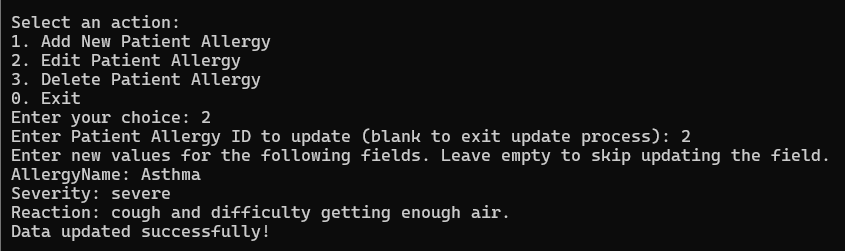 Select an action:
1. Add New Patient Allergy
2. Edit Patient Allergy
3. Delete Patient Allergy
0. Exit
Enter your choice: 2
Enter Patient Allergy ID to update (blank to exit update process): 2
Enter new values for the following fields. Leave empty to skip updating the field.
AllergyName: Asthma
Severity: severe
Reaction: cough and difficulty getting enough air.
Data updated successfully!